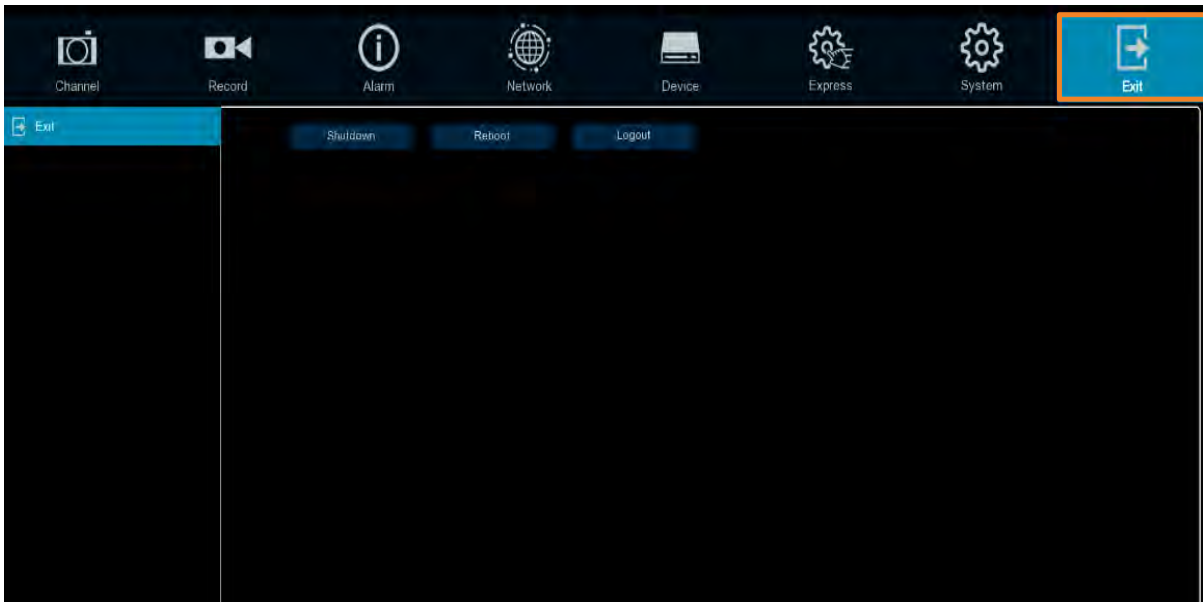 Channel Record Alarm Network Device Express System Exit
Exit
Shutdown Reboot Logout